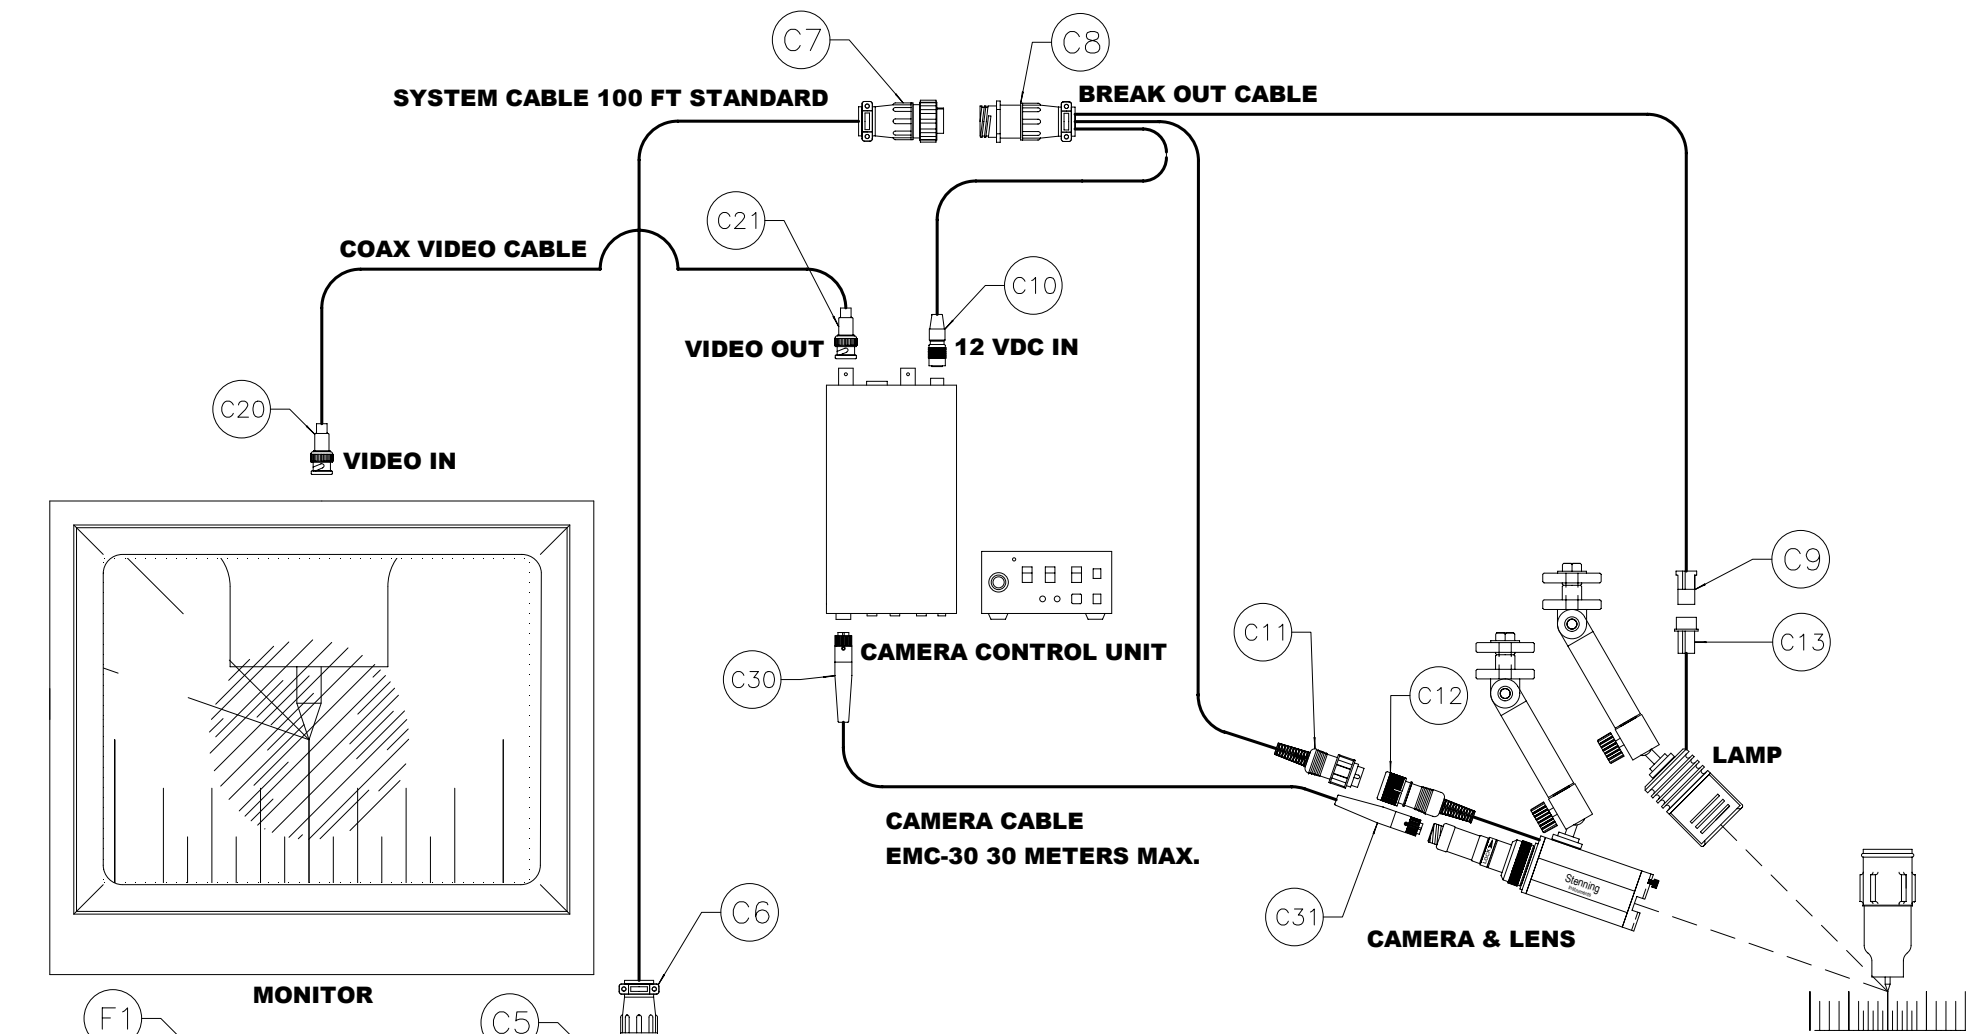 C7
C8
SYSTEM CABLE 100 FT STANDARD
BREAK OUT CABLE
C21
COAX VIDEO CABLE
C10
VIDEO OUT
12 VDC IN
C20
VIDEO IN
C9
C11
C13
CAMERA CONTROL UNIT
C30
C12
LAMP
CAMERA CABLE
EMC-30 30 METERS MAX.
Stenning
Instruments
C31
C6
CAMERA & LENS
MONITOR
F1
C5